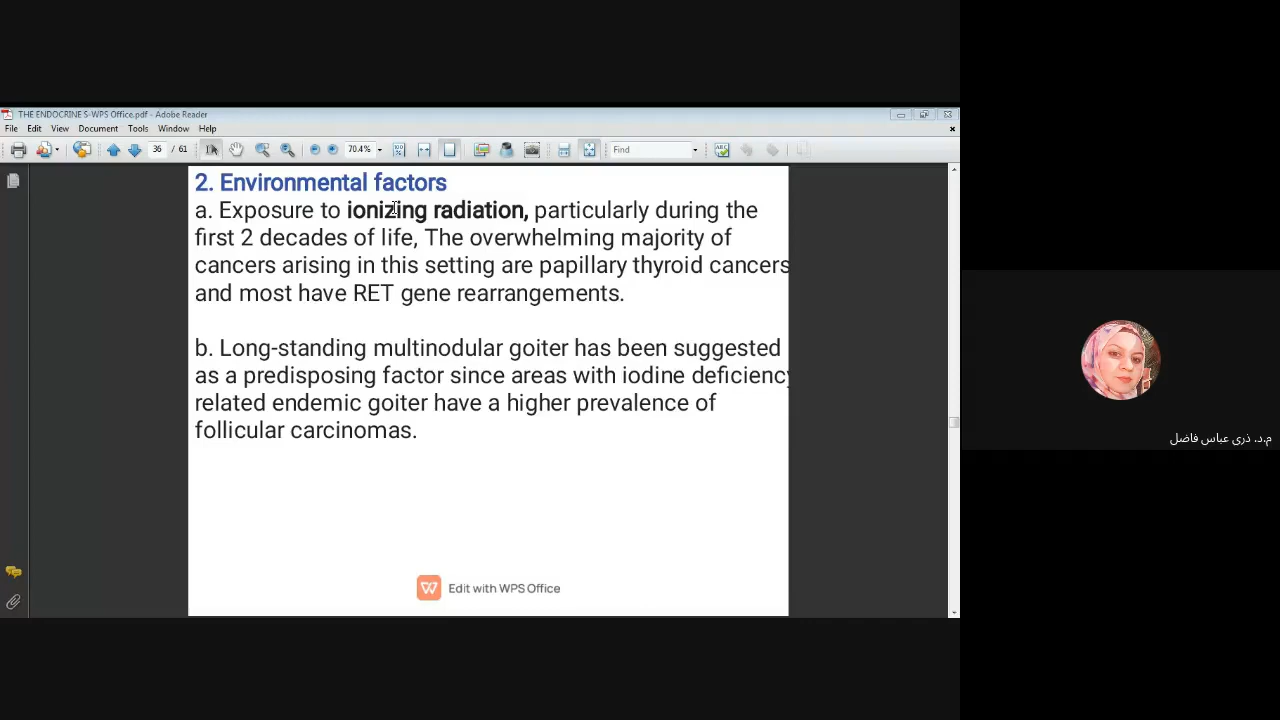 THE ENDOCRINE S-WPS Office.pdf - Adobe Reader
File Edit View Document Tools Window Help
36 / 61 70.4% Find
2. Environmental factors
a. Exposure to ionizing radiation, particularly during the
first 2 decades of life, The overwhelming majority of
cancers arising in this setting are papillary thyroid cancers
and most have RET gene rearrangements.
b. Long-standing multinodular goiter has been suggested
as a predisposing factor since areas with iodine deficiency
related endemic goiter have a higher prevalence of
follicular carcinomas.
Edit with WPS Office
م.د. ذرى عباس فاضل